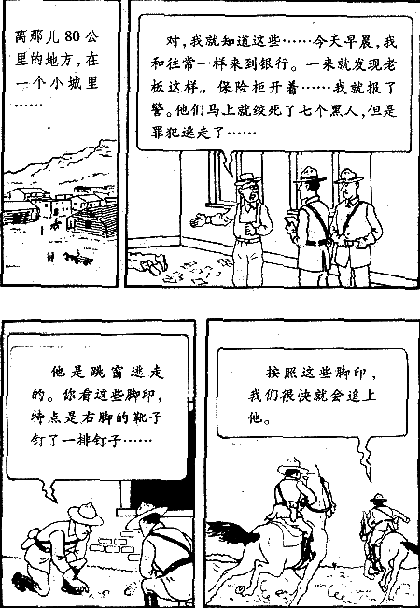 离那儿 80 公
里的地方，在
一个小城里
……
对，我就知道这些……今天早晨，我
和往常一样来到银行。一来就发现老
板这样，保险柜开着……我就报了
警。他们马上就绞死了七个黑人，但是
罪犯逃走了……
他是跳窗逃走
的。你看这些脚印，
特点是右脚的靴子
钉了一排钉子……
按照这些脚印，
我们很快就会追上
他。